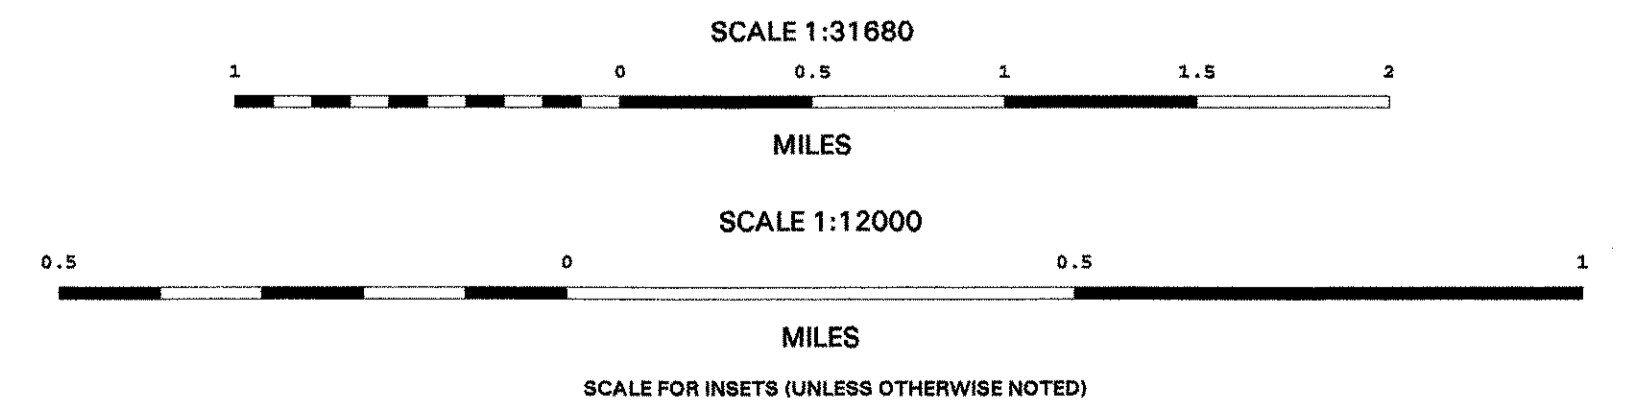 SCALE 1:31680
1 0 0.5 1 1.5 2
MILES
SCALE 1:12000
0.5 0 0.5 1
MILES
SCALE FOR INSETS (UNLESS OTHERWISE NOTED)